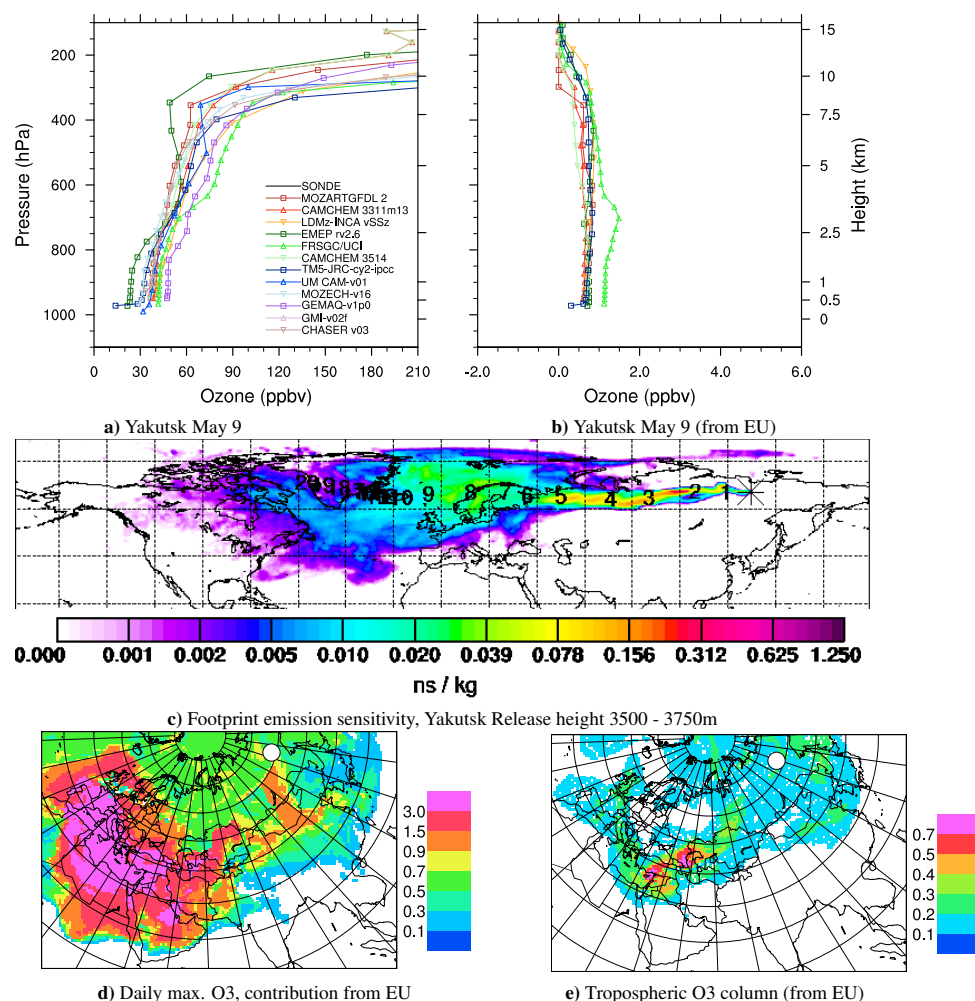 200
400
600
800
1000
Pressure (hPa)
SONDE
MOZARTGFDL 2
CAMCHEM 3311m13
LDMz-INCA vSSz
EMEP rv2.6
FRSGC/UCI
CAMCHEM 3514
TM5-JRC-cy2-ipcc
UM CAM-v01
MOZECH-v16
GEMAQ-v1p0
GMI-v02f
CHASER v03
0 30 60 90 120 150 180 210
Ozone (ppbv)
15
10
7.5
5
2.5
1
0.5
0
Height (km)
-2.0 0.0 2.0 4.0 6.0
Ozone (ppbv)
a) Yakutsk May 9
b) Yakutsk May 9 (from EU)
9 8 7 6 5 4 3 2 1
0.000 0.001 0.002 0.005 0.010 0.020 0.039 0.078 0.156 0.312 0.625 1.250
ns / kg
c) Footprint emission sensitivity, Yakutsk Release height 3500 - 3750m
3.0
1.5
0.9
0.7
0.5
0.3
0.1
0.7
0.5
0.4
0.3
0.2
0.1
d) Daily max. O3, contribution from EU
e) Tropospheric O3 column (from EU)